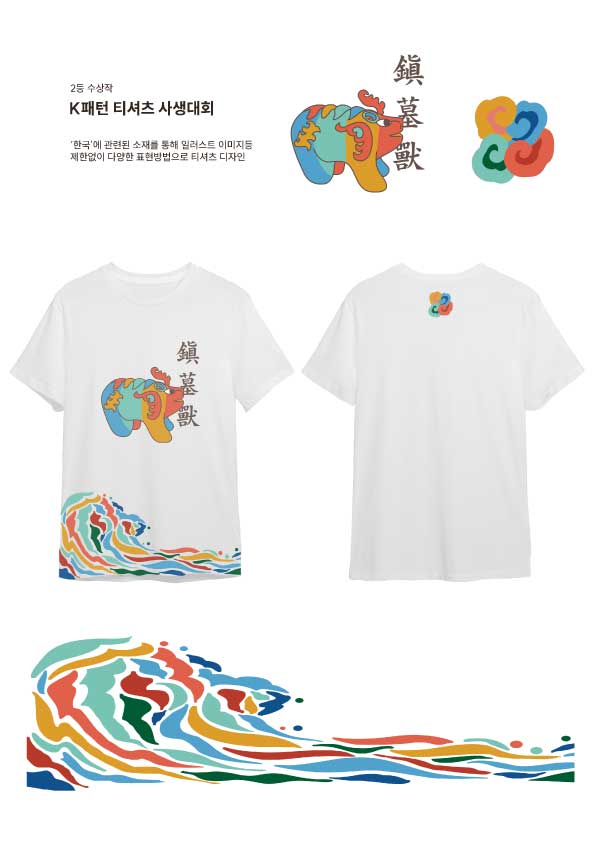 2등 수상작
K패턴 티셔츠 사생대회
'한국'에 관련된 소재를 통해 일러스트 이미지등
제한없이 다양한 표현방법으로 티셔츠 디자인
鎭墓獸
鎭墓獸